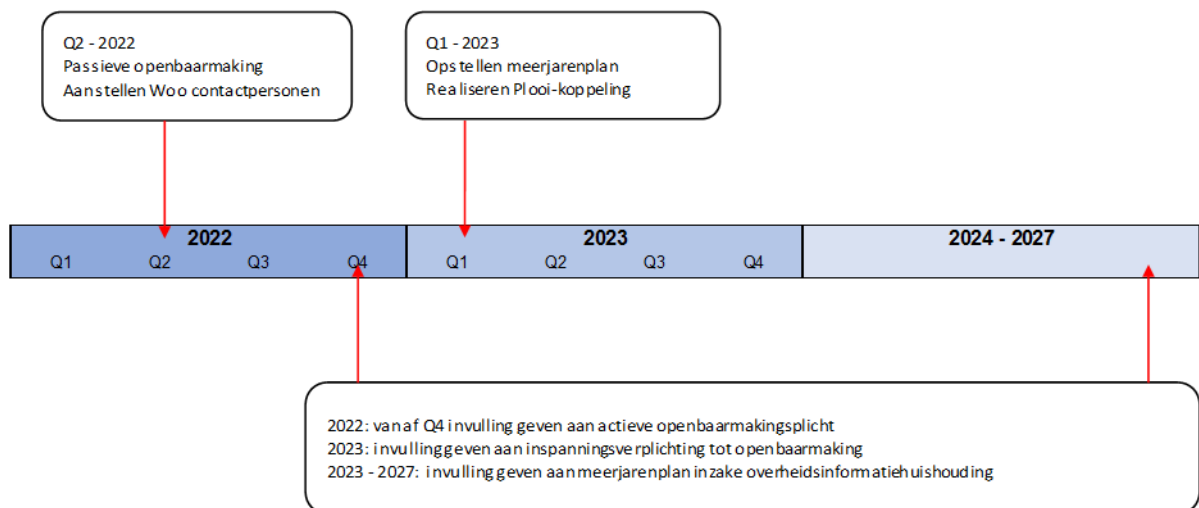 Q2 - 2022
Passieve openbaarmaking
Aanstellen Woo contactpersonen
Q1 - 2023
Opstellen meerjarenplan
Realiseren Plooi-koppeling
2022
Q1 Q2 Q3 Q4
2023
Q1 Q2 Q3 Q4
2024 - 2027
2022: vanaf Q4 invulling geven aan actieve openbaarmakingsplicht
2023: invulling geven aan inspanningsverplichting tot openbaarmaking
2023 - 2027: invulling geven aan meerjarenplan inzake overheidsinformatiehuishouding